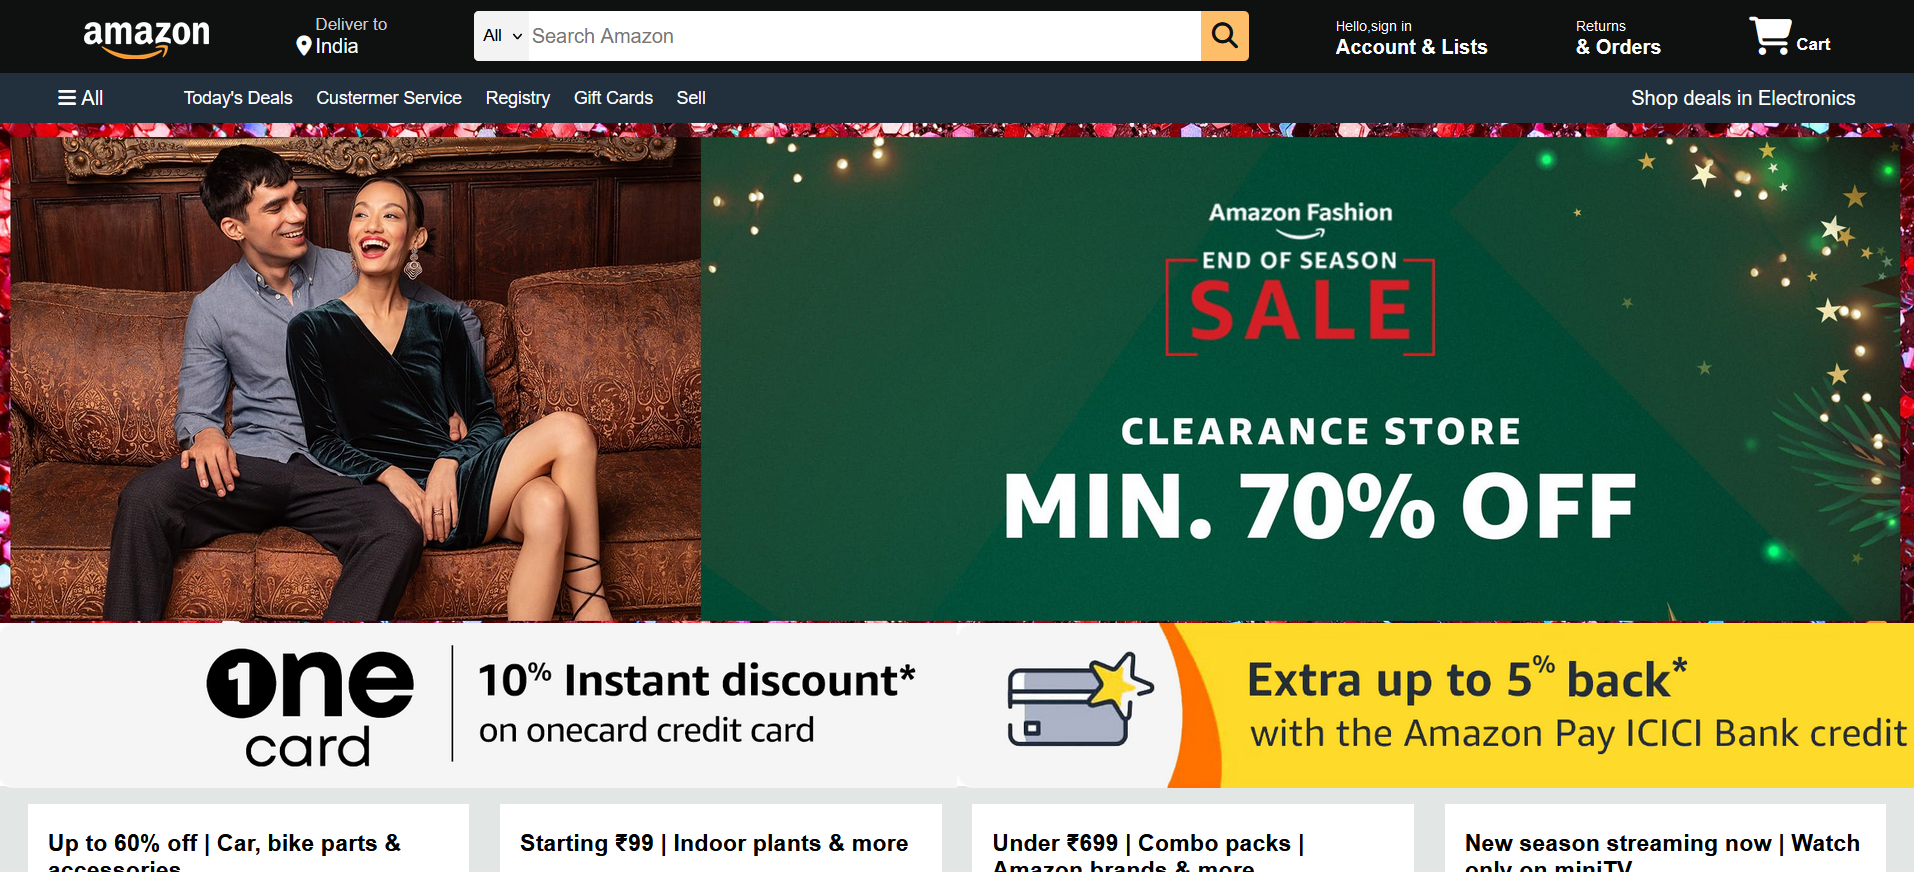 amazon
Deliver to
India
All
Search Amazon
Hello,sign in
Account & Lists
Returns
& Orders
Cart
All
Today's Deals
Custermer Service
Registry
Gift Cards
Sell
Shop deals in Electronics
Amazon Fashion
END OF SEASON
SALE
CLEARANCE STORE
MIN. 70% OFF
One
card
10% Instant discount*
on onecard credit card
Extra up to 5% back*
with the Amazon Pay ICICI Bank credit
Up to 60% off | Car, bike parts &
accessories
Starting ₹99 | Indoor plants & more
Under ₹699 | Combo packs |
Amazon brands & more
New season streaming now | Watch
only on miniTV